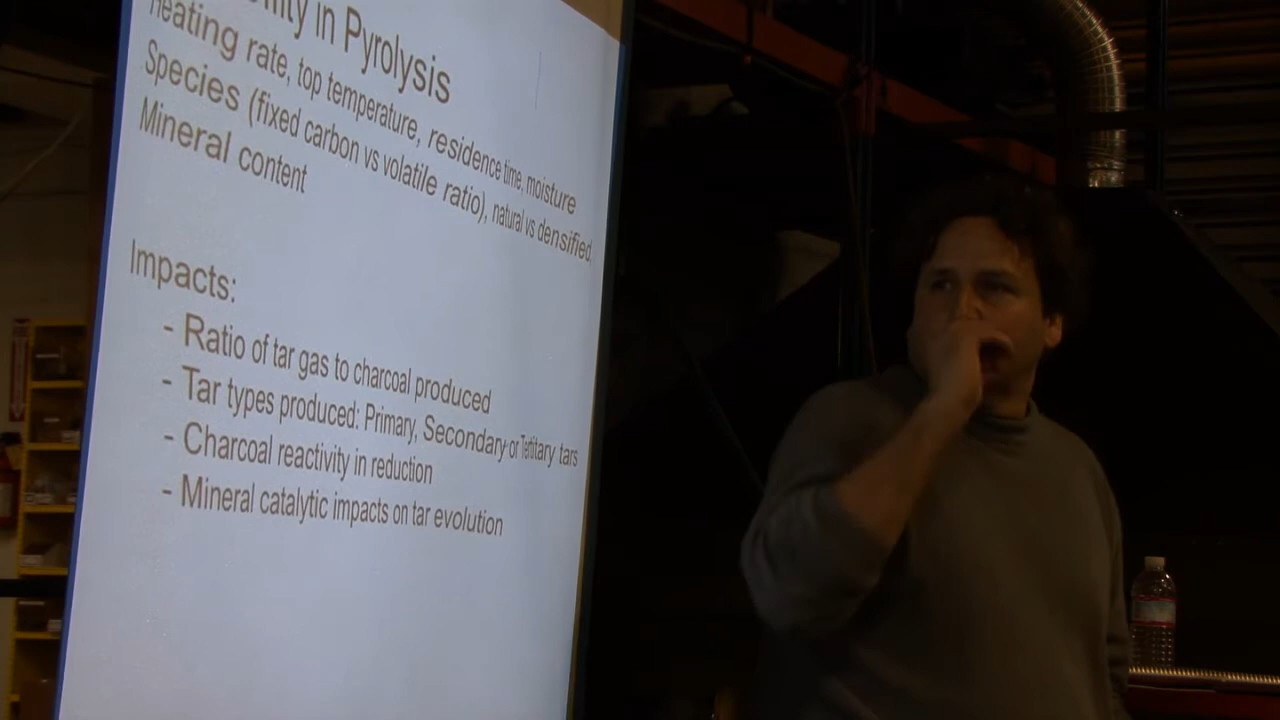 in Pyrolysis
Heating rate, top temperature, residence time, moisture
Species (fixed carbon vs volatile ratio), natural vs densified
Mineral content
Impacts:
- Ratio of tar gas to charcoal produced
- Tar types produced: Primary, Secondary or Tertitary tars
- Charcoal reactivity in reduction
- Mineral catalytic impacts on tar evolution